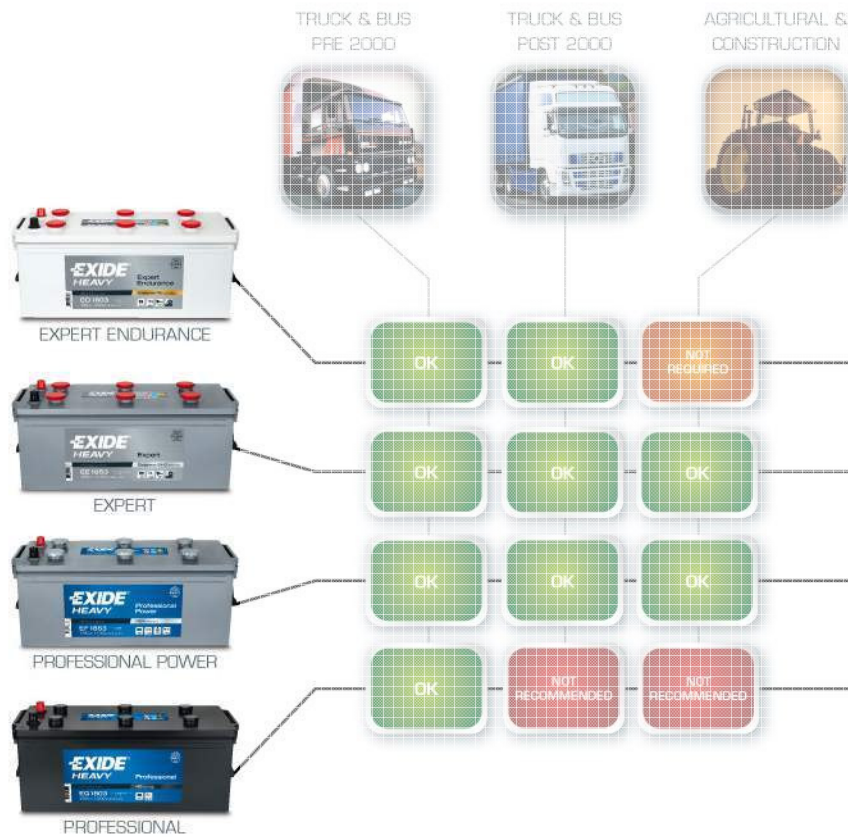 TRUCK & BUS
PRE 2000
TRUCK & BUS
POST 2000
AGRICULTURAL &
CONSTRUCTION
EXIDE
HEAVY
Expert
Endurance
EXPERT ENDURANCE
OK
OK
NOT
REQUIRED
EXIDE
HEAVY
Expert
EXPERT
OK
OK
OK
EXIDE
HEAVY
Professional
Power
PROFESSIONAL POWER
OK
OK
OK
EXIDE
HEAVY
Professional
PROFESSIONAL
OK
NOT
RECOMMENDED
NOT
RECOMMENDED